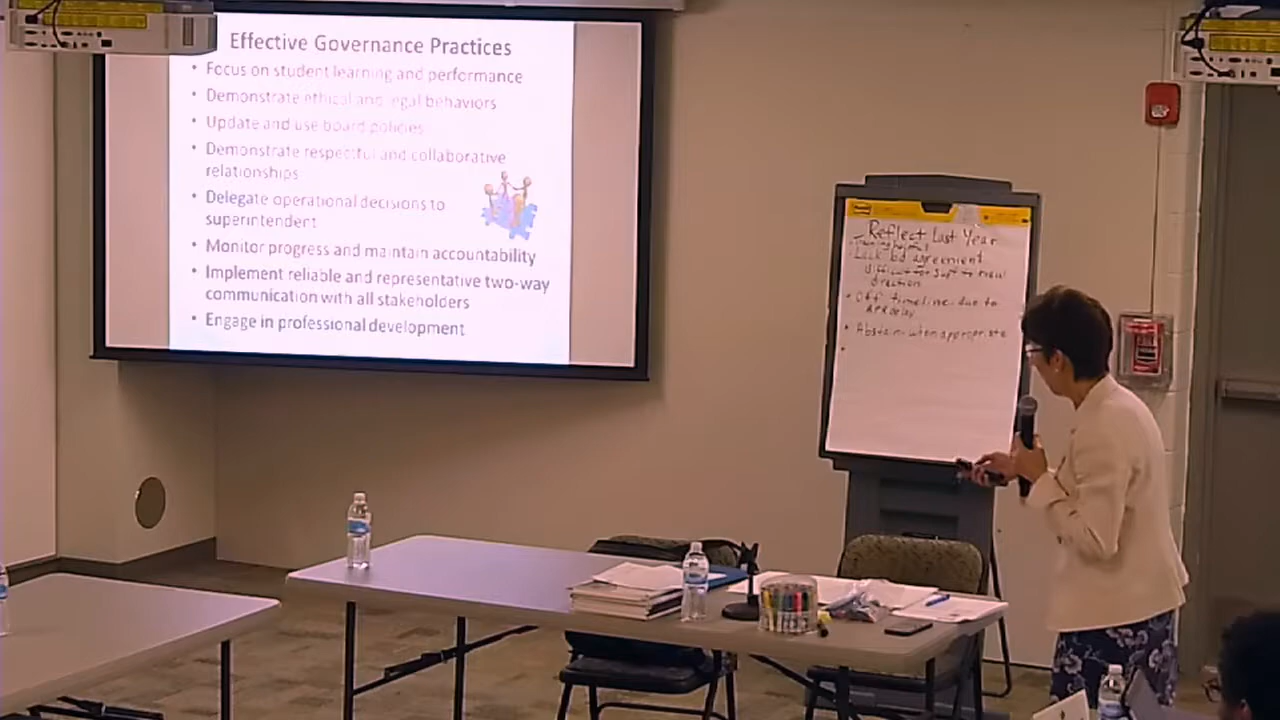 Effective Governance Practices
• Focus on student learning and performance
• Demonstrate ethical and legal behaviors
• Update and use board policies
• Demonstrate respectful and collaborative
relationships
• Delegate operational decisions to
superintendent
• Monitor progress and maintain accountability
• Implement reliable and representative two-way
communication with all stakeholders
• Engage in professional development
Reflect Last Year
Training helpful
Lack bd agreement
difficult for Supt to
direction
• Off timeline due to
delay
• Abstain when appropriate